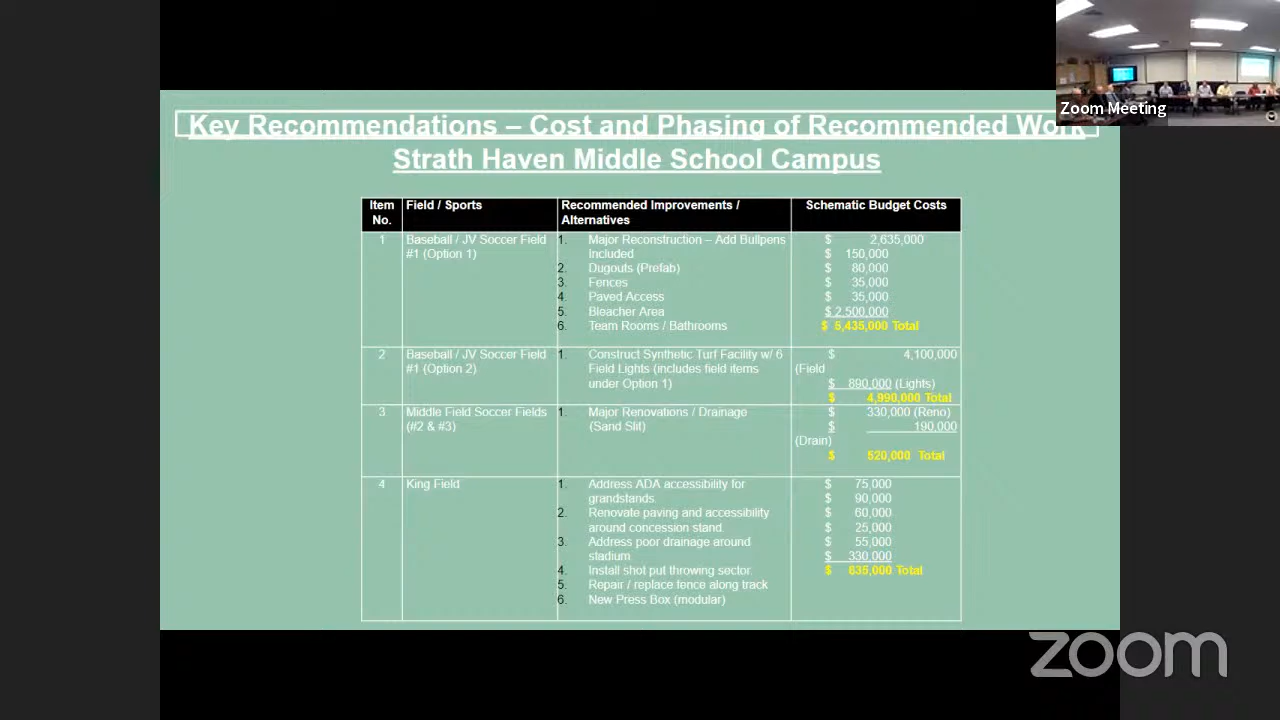 Zoom Meeting
Key Recommendations – Cost and Phasing of Recommended Work
Strath Haven Middle School Campus
Item No. Field / Sports Recommended Improvements / Alternatives Schematic Budget Costs
1 Baseball / JV Soccer Field #1 (Option 1)
1. Major Reconstruction – Add Bullpens Included
2. Dugouts (Prefab)
3. Fences
4. Paved Access
5. Bleacher Area
6. Team Rooms / Bathrooms
$ 2,635,000
$ 150,000
$ 80,000
$ 35,000
$ 35,000
$ 2,500,000
$ 5,435,000 Total
2 Baseball / JV Soccer Field #1 (Option 2)
1. Construct Synthetic Turf Facility w/ 6 Field Lights (includes field items under Option 1)
$ 4,100,000
(Field
$ 890,000 (Lights)
$ 4,990,000 Total
3 Middle Field Soccer Fields (#2 & #3)
1. Major Renovations / Drainage (Sand Slit)
$ 330,000 (Reno)
$ 190,000
(Drain)
$ 520,000 Total
4 King Field
1. Address ADA accessibility for grandstands.
2. Renovate paving and accessibility around concession stand.
3. Address poor drainage around stadium.
4. Install shot put throwing sector.
5. Repair / replace fence along track
6. New Press Box (modular)
$ 75,000
$ 90,000
$ 60,000
$ 25,000
$ 55,000
$ 330,000
$ 635,000 Total
zoom